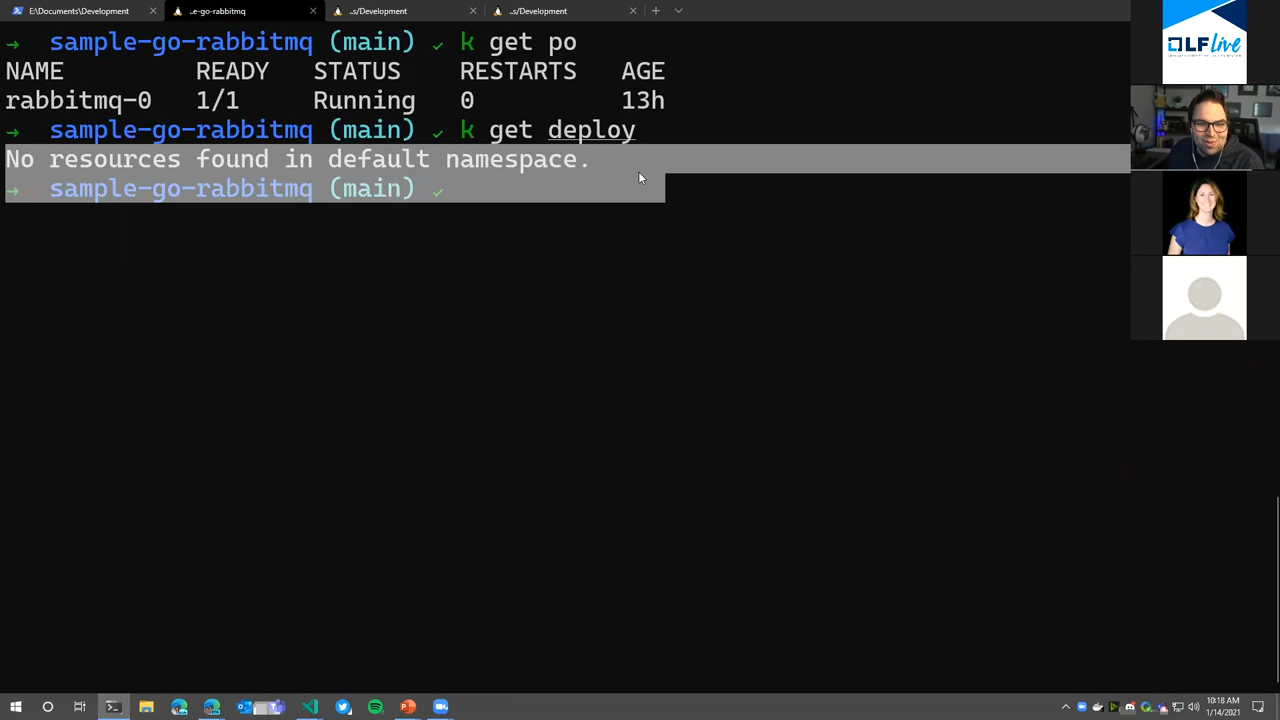 E:\Documents\Development
..e-go-rabbitmq
..s/Development
..s/Development
→ sample-go-rabbitmq (main) ✓ k get po
NAME READY STATUS RESTARTS AGE
rabbitmq-0 1/1 Running 0 13h
→ sample-go-rabbitmq (main) ✓ k get deploy
No resources found in default namespace.
→ sample-go-rabbitmq (main) ✓
LF Live
10:18 AM
1/14/2021